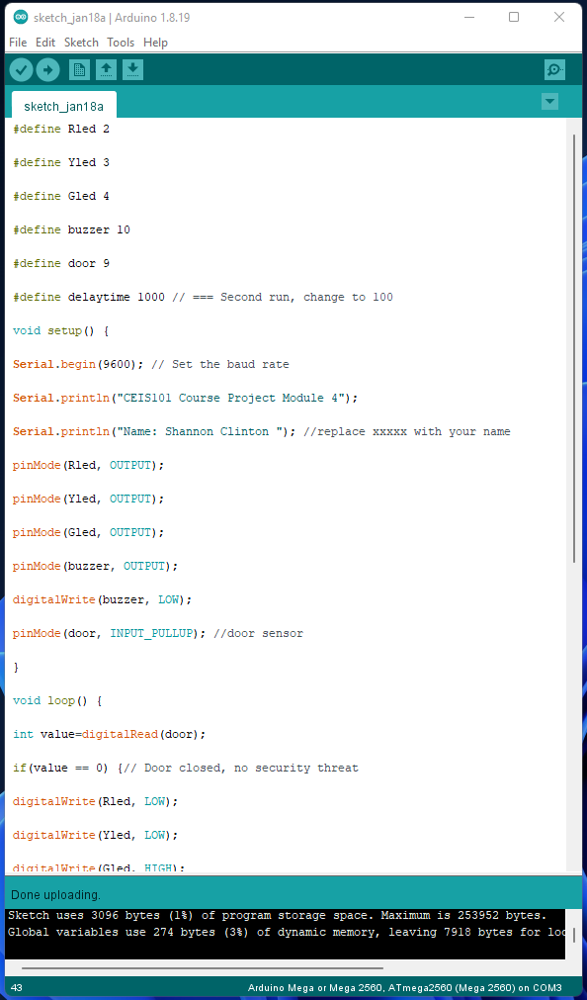 sketch_jan18a | Arduino 1.8.19
File Edit Sketch Tools Help
sketch_jan18a
#define Rled 2
#define Yled 3
#define Gled 4
#define buzzer 10
#define door 9
#define delaytime 1000 // === Second run, change to 100
void setup() {
Serial.begin(9600); // Set the baud rate
Serial.println("CEIS101 Course Project Module 4");
Serial.println("Name: Shannon Clinton "); //replace xxxxx with your name
pinMode(Rled, OUTPUT);
pinMode(Yled, OUTPUT);
pinMode(Gled, OUTPUT);
pinMode(buzzer, OUTPUT);
digitalWrite(buzzer, LOW);
pinMode(door, INPUT_PULLUP); //door sensor
}
void loop() {
int value=digitalRead(door);
if(value == 0) {// Door closed, no security threat
digitalWrite(Rled, LOW);
digitalWrite(Yled, LOW);
digitalWrite(Gled, HIGH);
Done uploading.
Sketch uses 3096 bytes (1%) of program storage space. Maximum is 253952 bytes.
Global variables use 274 bytes (3%) of dynamic memory, leaving 7918 bytes for loc
43
Arduino Mega or Mega 2560, ATmega2560 (Mega 2560) on COM3